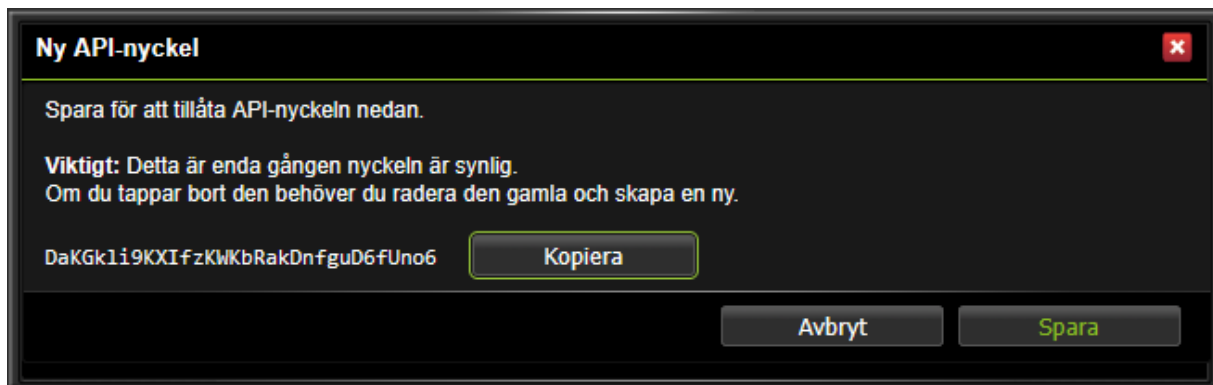 Ny API-nyckel
Spara för att tillåta API-nyckeln nedan.
Viktigt: Detta är enda gången nyckeln är synlig.
Om du tappar bort den behöver du radera den gamla och skapa en ny.
DaKGkli9KXIfzKWKbRakDnfguD6fUno6 Kopiera
Avbryt Spara